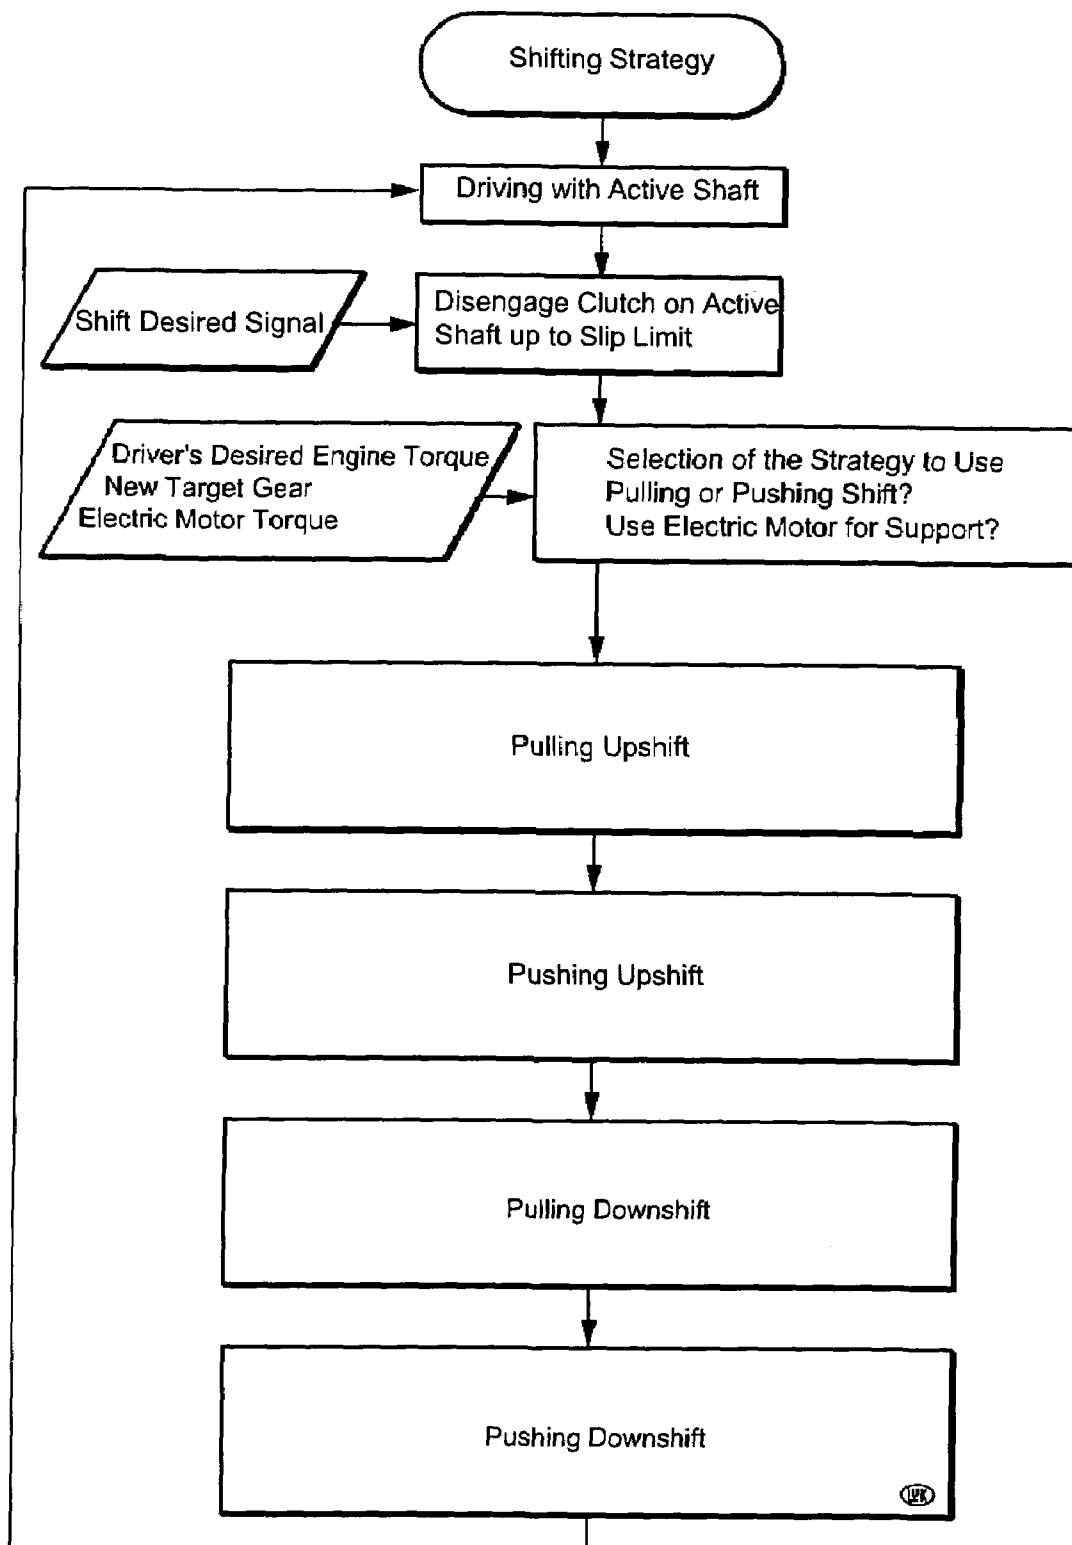 Shifting Strategy
Driving with Active Shaft
Shift Desired Signal
Disengage Clutch on Active
Shaft up to Slip Limit
Driver's Desired Engine Torque
New Target Gear
Electric Motor Torque
Selection of the Strategy to Use
Pulling or Pushing Shift?
Use Electric Motor for Support?
Pulling Upshift
Pushing Upshift
Pulling Downshift
Pushing Downshift
LuK